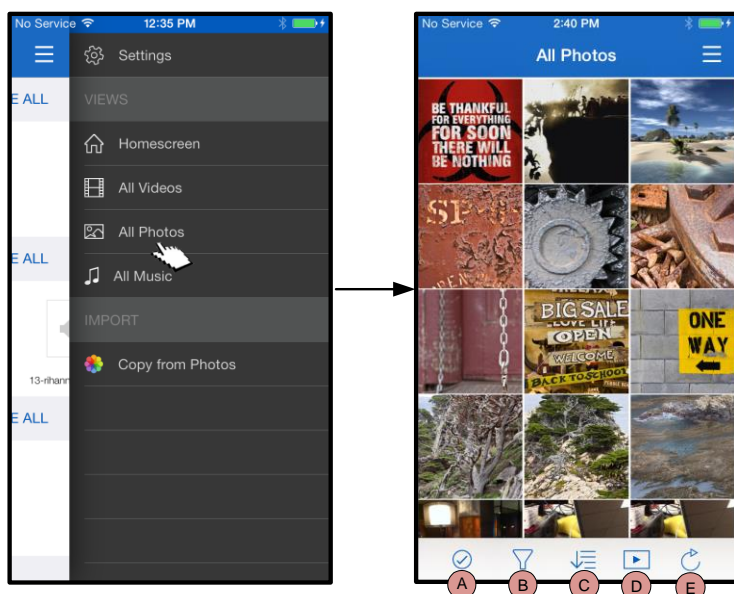 No Service 12:35 PM
Settings
E ALL
VIEWS
Homescreen
All Videos
All Photos
E ALL
All Music
IMPORT
Copy from Photos
13-rihann
E ALL
No Service 2:40 PM
All Photos
BE THANKFUL
FOR EVERYTHING
FOR SOON
THERE WILL
BE NOTHING
BIG SALE
LOVE LIFE
OPEN
WELCOME
BACK TO SCHOOL
ONE
WAY
A B C D E